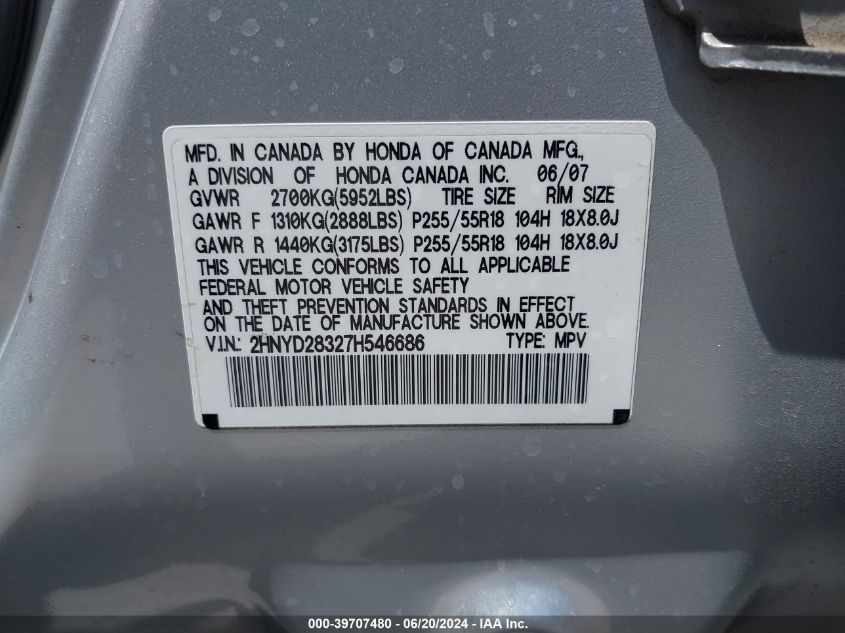 MFD. IN CANADA BY HONDA OF CANADA MFG.,
A DIVISION OF HONDA CANADA INC. 06/07
GVWR 2700KG(5952LBS) TIRE SIZE RIM SIZE
GAWR F 1310KG(2888LBS) P255/55R18 104H 18X8.0J
GAWR R 1440KG(3175LBS) P255/55R18 104H 18X8.0J
THIS VEHICLE CONFORMS TO ALL APPLICABLE
FEDERAL MOTOR VEHICLE SAFETY
AND THEFT PREVENTION STANDARDS IN EFFECT
ON THE DATE OF MANUFACTURE SHOWN ABOVE.
V.I.N.: 2HNYD28327H546686 TYPE: MPV
000-39707480 - 06/20/2024 - IAAI Inc.